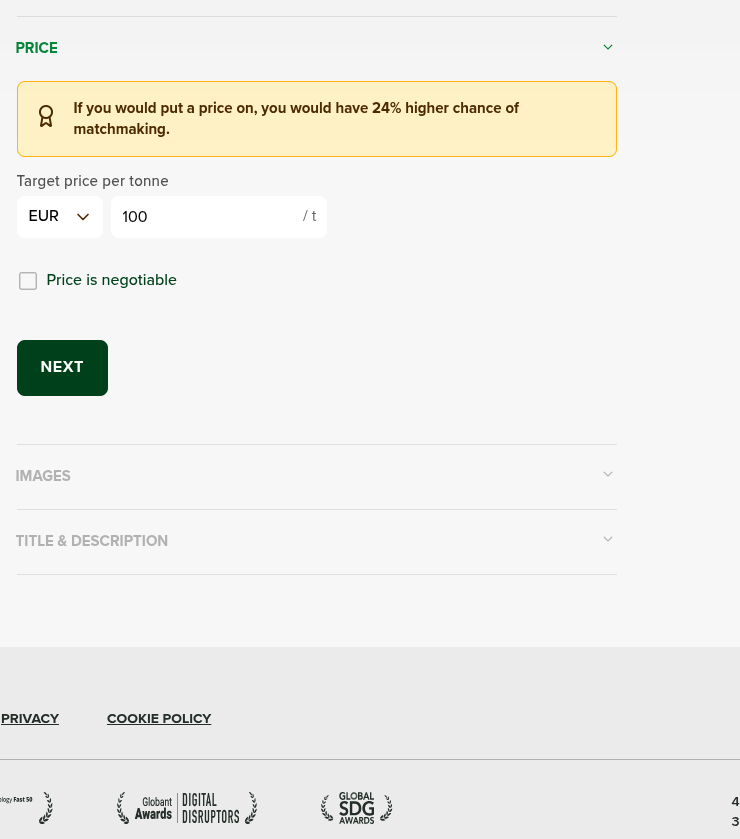 PRICE
If you would put a price on, you would have 24% higher chance of
matchmaking.
Target price per tonne
EUR 100 / t
Price is negotiable
NEXT
IMAGES
TITLE & DESCRIPTION
PRIVACY COOKIE POLICY
ology Fast 50
Globant
Awards
DIGITAL
DISRUPTORS
GLOBAL
SDG
AWARDS
4
3